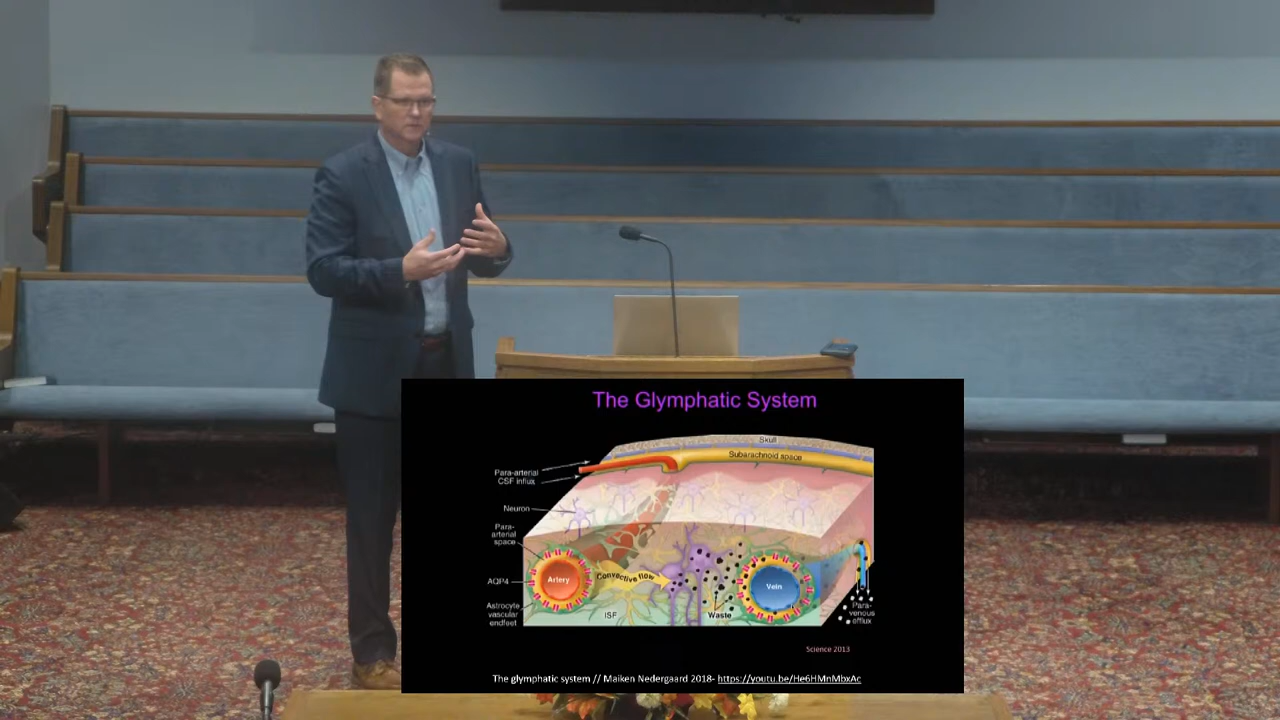 The Glymphatic System
Skull
Subarachnoid space
Para-arterial
CSF influx
Neuron
Para-
arterial
space
AQP4
Artery
Convective flow
Vein
Astrocyte
vascular
endfeet
ISF
Waste
Para-
venous
efflux
Science 2013
The glymphatic system // Maiken Nedergaard 2018- https://youtu.be/He6HMnMbxAc